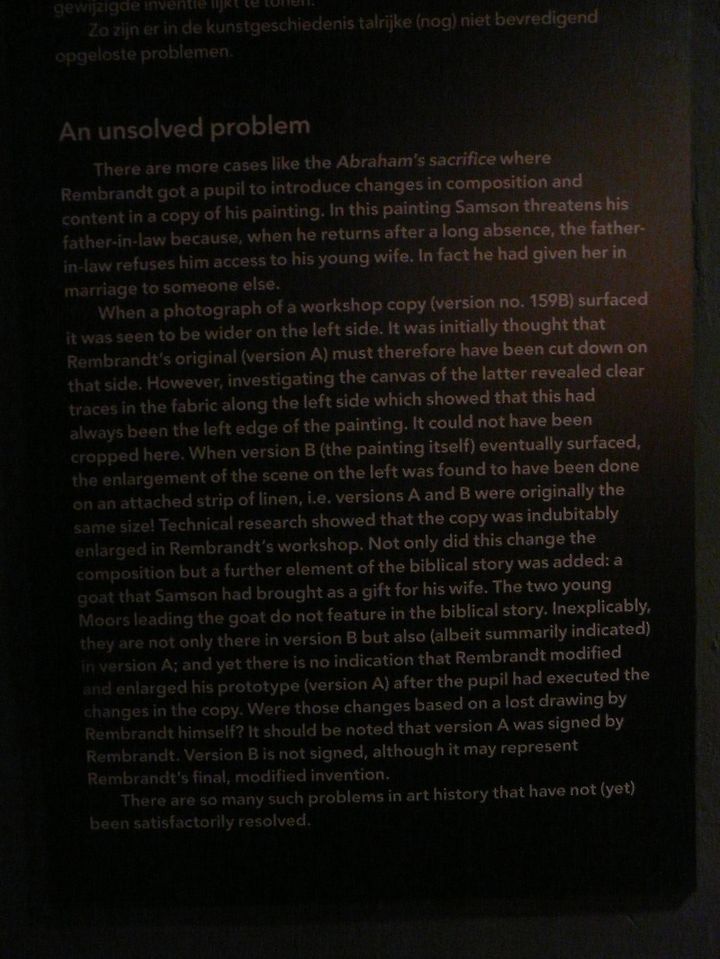 gewijzigde inventie lijkt te tonen.
Zo zijn er in de kunstgeschiedenis talrijke (nog) niet bevredigend
opgeloste problemen.
An unsolved problem
There are more cases like the Abraham's sacrifice where
Rembrandt got a pupil to introduce changes in composition and
content in a copy of his painting. In this painting Samson threatens his
father-in-law because, when he returns after a long absence, the father-
in-law refuses him access to his young wife. In fact he had given her in
marriage to someone else.
When a photograph of a workshop copy (version no. 159B) surfaced
it was seen to be wider on the left side. It was initially thought that
Rembrandt's original (version A) must therefore have been cut down on
that side. However, investigating the canvas of the latter revealed clear
traces in the fabric along the left side which showed that this had
always been the left edge of the painting. It could not have been
cropped here. When version B (the painting itself) eventually surfaced,
the enlargement of the scene on the left was found to have been done
on an attached strip of linen, i.e. versions A and B were originally the
same size! Technical research showed that the copy was indubitably
enlarged in Rembrandt's workshop. Not only did this change the
composition but a further element of the biblical story was added: a
goat that Samson had brought as a gift for his wife. The two young
Moors leading the goat do not feature in the biblical story. Inexplicably,
they are not only there in version B but also (albeit summarily indicated)
in version A; and yet there is no indication that Rembrandt modified
and enlarged his prototype (version A) after the pupil had executed the
changes in the copy. Were those changes based on a lost drawing by
Rembrandt himself? It should be noted that version A was signed by
Rembrandt. Version B is not signed, although it may represent
Rembrandt's final, modified invention.
There are so many such problems in art history that have not (yet)
been satisfactorily resolved.